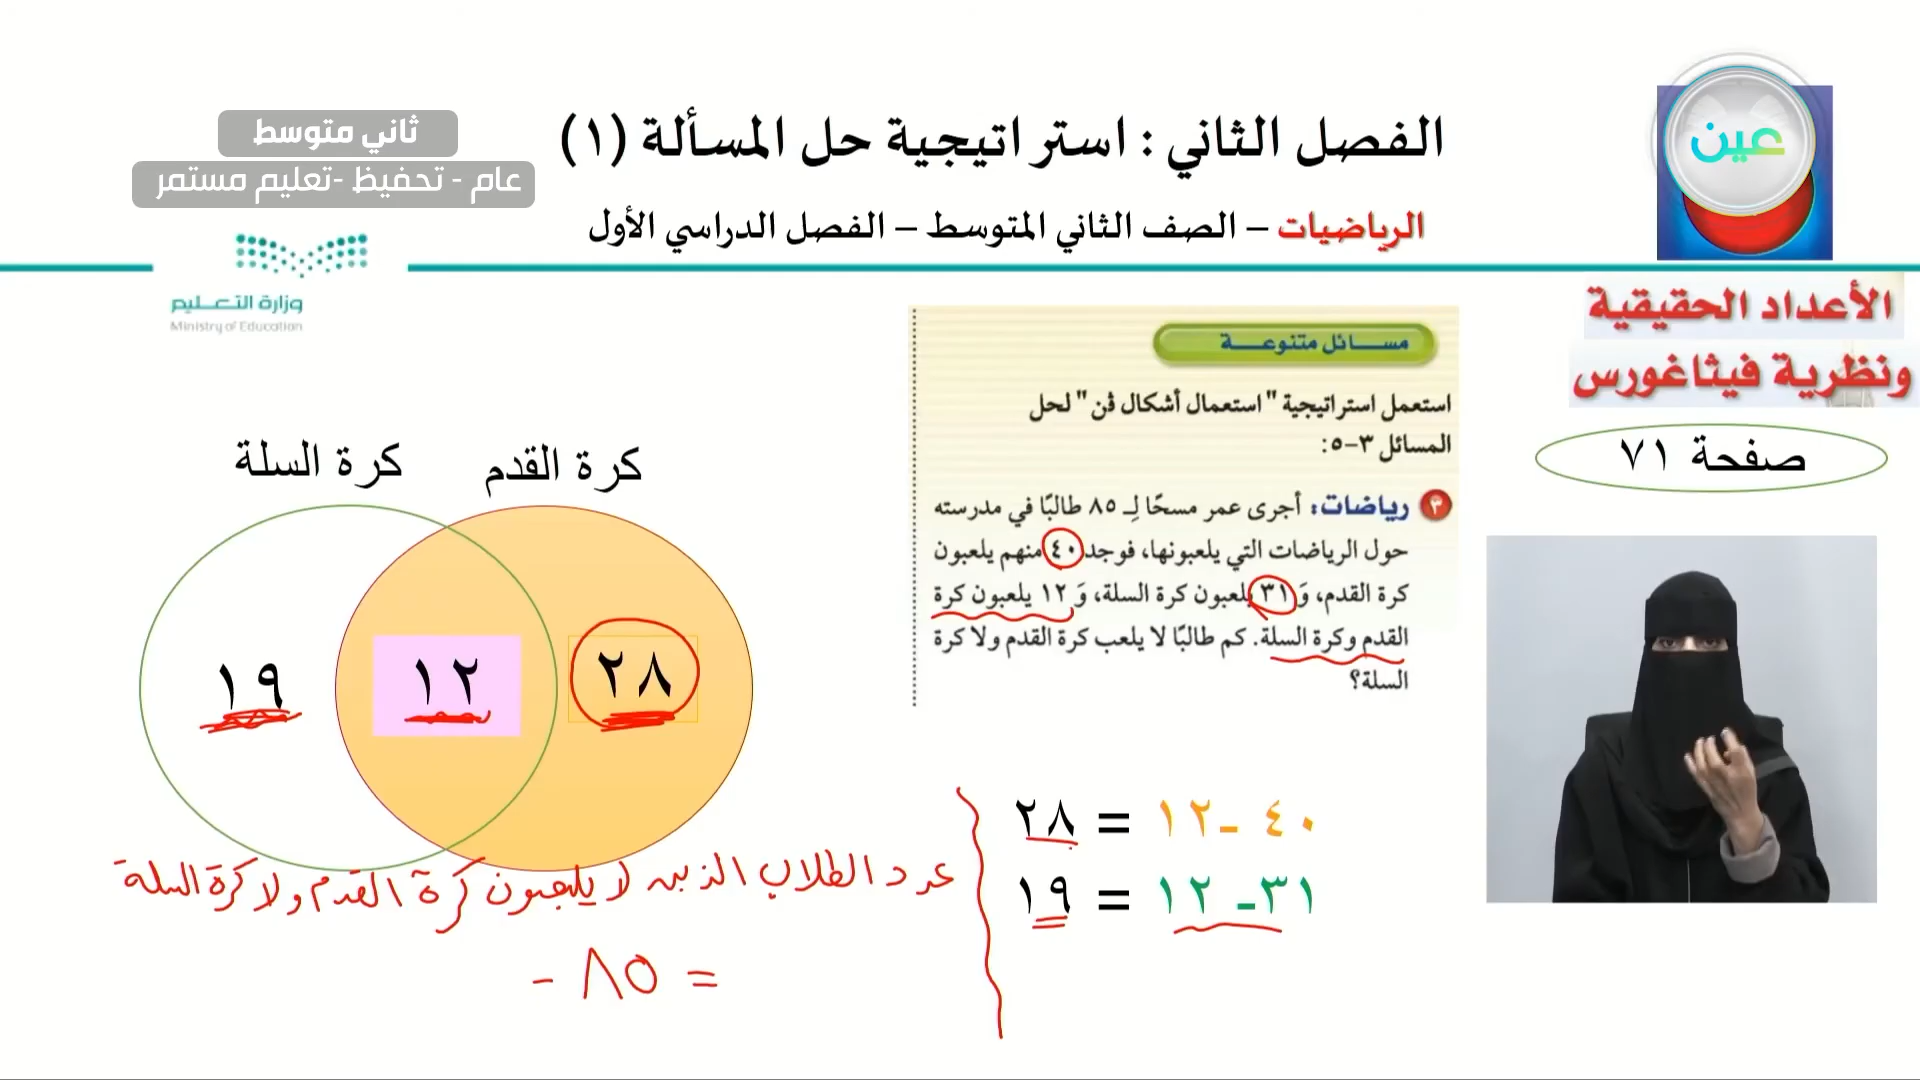 عين
الفصل الثاني : استراتيجية حل المسألة (١)
الرياضيات – الصف الثاني المتوسط – الفصل الدراسي الأول
ثاني متوسط
عام - تحفيظ -تعليم مستمر
وزارة التعليم
Ministry of Education
الأعداد الحقيقية
ونظرية فيثاغورس
صفحة ٧١
مسائل متنوعة
استعمل استراتيجية "استعمال أشكال ڤن" لحل
المسائل ٣-٥:
٣ رياضات: أجرى عمر مسحًا لِـ ٨٥ طالبًا في مدرسته
حول الرياضات التي يلعبونها، فوجد ٤٠ منهم يلعبون
كرة القدم، وَ ٣١ يلعبون كرة السلة، وَ ١٢ يلعبون كرة
القدم وكرة السلة. كم طالبًا لا يلعب كرة القدم ولا كرة
السلة؟
كرة القدم
كرة السلة
٢٨
١٢
١٩
٤٠ -١٢ = ٢٨
٣١- ١٢ = ١٩
عدد الطلاب الذين لا يلعبون كرة القدم ولا كرة السلة
= ٨٥ -